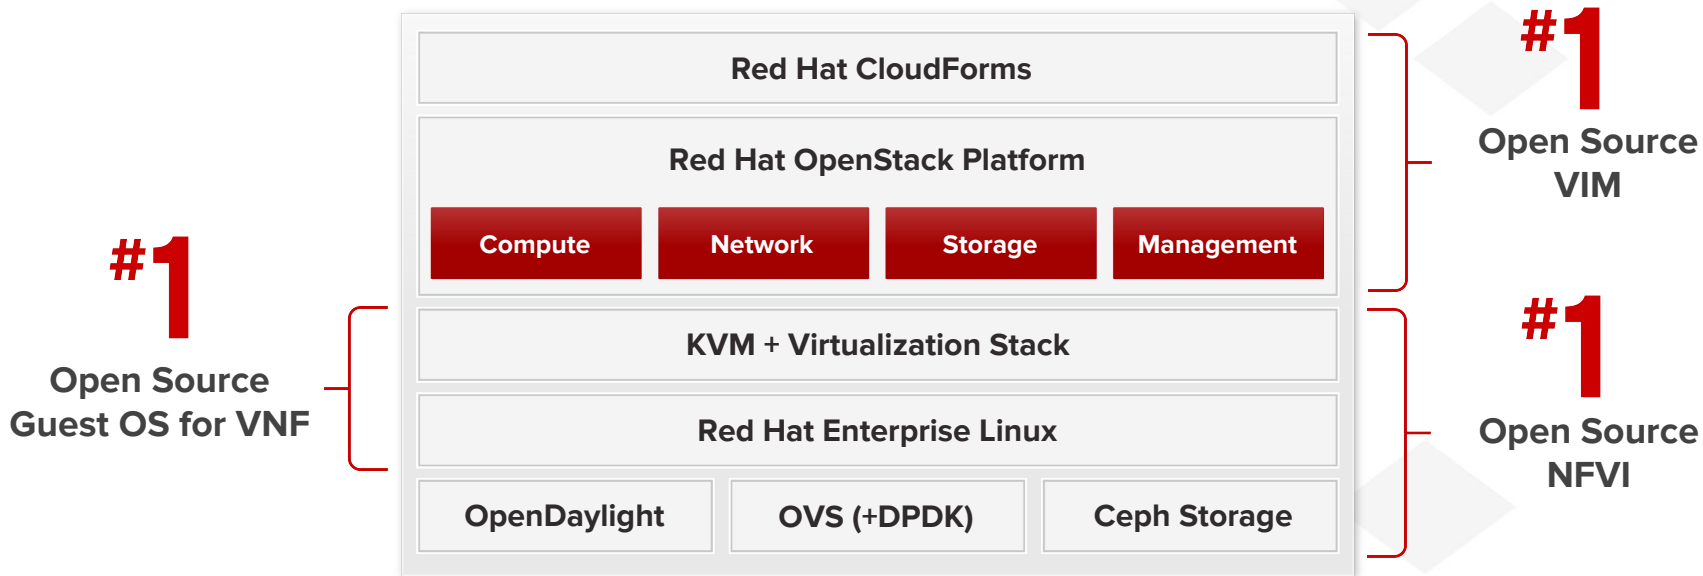 Red Hat CloudForms
Red Hat OpenStack Platform
Compute
Network
Storage
Management
KVM + Virtualization Stack
Red Hat Enterprise Linux
OpenDaylight
OVS (+DPDK)
Ceph Storage
#1
Open Source
Guest OS for VNF
#1
Open Source
VIM
#1
Open Source
NFVI